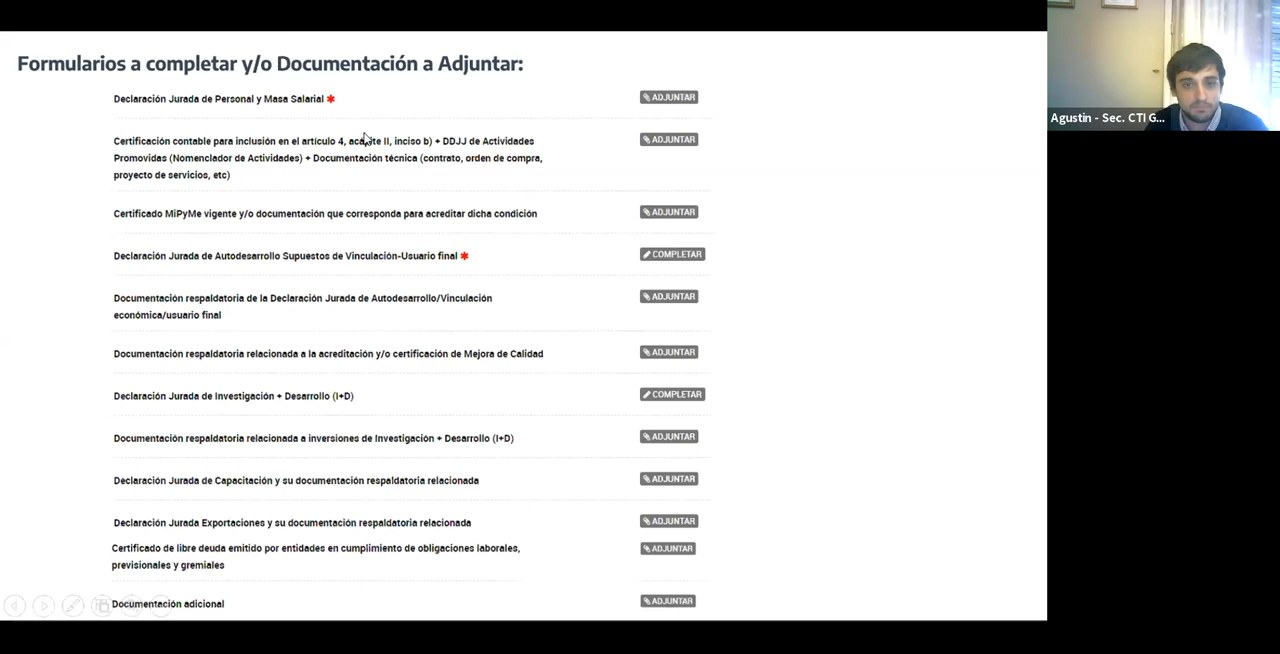 Formularios a completar y/o Documentación a Adjuntar:
Declaración Jurada de Personal y Masa Salarial *
ADJUNTAR
Certificación contable para inclusión en el artículo 4, acápite II, inciso b) + DDJJ de Actividades
Promovidas (Nomenclador de Actividades) + Documentación técnica (contrato, orden de compra,
proyecto de servicios, etc)
ADJUNTAR
Certificado MiPyMe vigente y/o documentación que corresponda para acreditar dicha condición
ADJUNTAR
Declaración Jurada de Autodesarrollo Supuestos de Vinculación-Usuario final *
COMPLETAR
Documentación respaldatoria de la Declaración Jurada de Autodesarrollo/Vinculación
económica/usuario final
ADJUNTAR
Documentación respaldatoria relacionada a la acreditación y/o certificación de Mejora de Calidad
ADJUNTAR
Declaración Jurada de Investigación + Desarrollo (I+D)
COMPLETAR
Documentación respaldatoria relacionada a inversiones de Investigación + Desarrollo (I+D)
ADJUNTAR
Declaración Jurada de Capacitación y su documentación respaldatoria relacionada
ADJUNTAR
Declaración Jurada Exportaciones y su documentación respaldatoria relacionada
ADJUNTAR
Certificado de libre deuda emitido por entidades en cumplimiento de obligaciones laborales,
previsionales y gremiales
ADJUNTAR
Documentación adicional
ADJUNTAR
Agustin - Sec. CTI G...